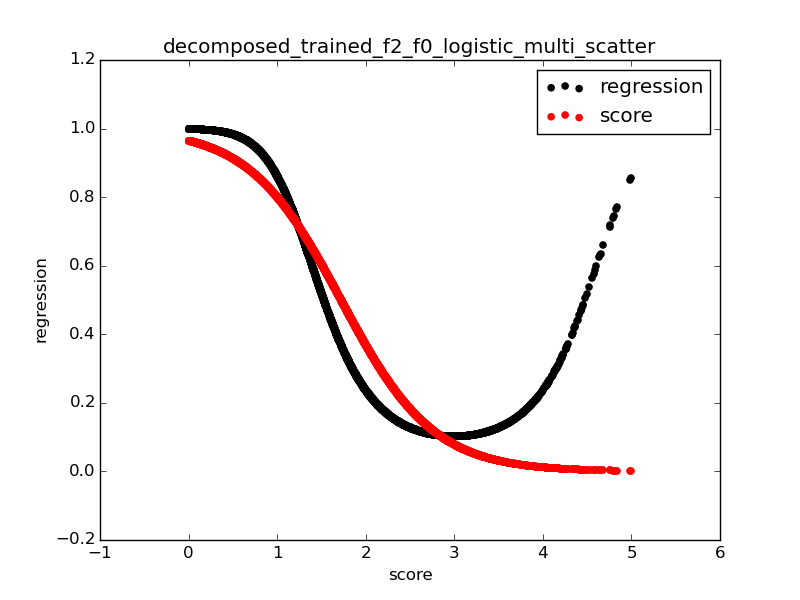 decomposed_trained_f2_f0_logistic_multi_scatter
1.2
1.0
0.8
0.6
0.4
0.2
0.0
−0.2
regression
regression
score
−1 0 1 2 3 4 5 6
score